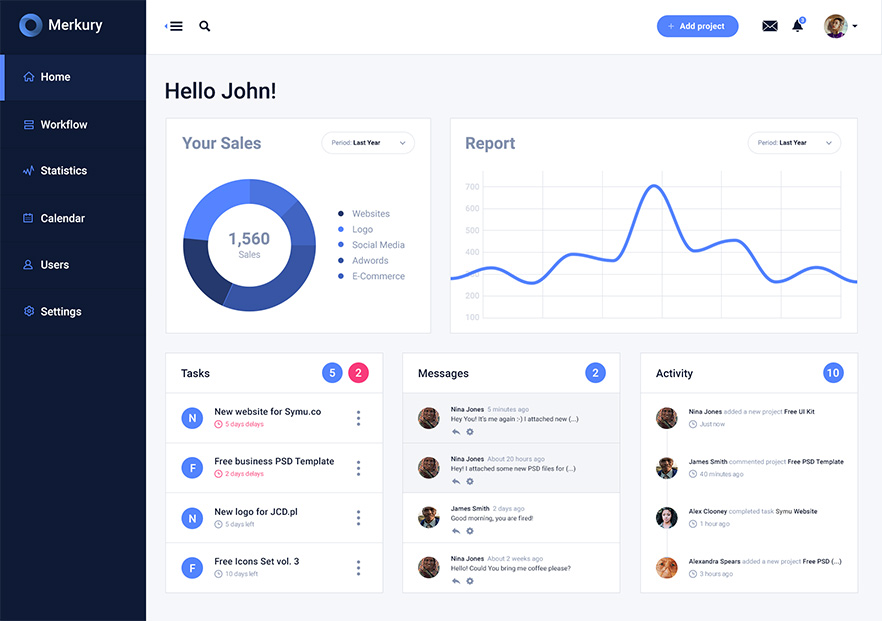 Merkury
Home
Workflow
Statistics
Calendar
Users
Settings
+ Add project
3
Hello John!
Your Sales
Period: Last Year
1,560
Sales
Websites
Logo
Social Media
Adwords
E-Commerce
Report
Period: Last Year
700
600
500
400
200
100
Tasks
5
2
N
New website for Symu.co
5 days delays
F
Free business PSD Template
2 days delays
N
New logo for JCD.pl
5 days left
F
Free Icons Set vol. 3
10 days left
Messages
2
Nina Jones 5 minutes ago
Hey You! It's me again :-) I attached new (...)
Nina Jones About 20 hours ago
Hey! I attached some new PSD files for (...)
James Smith 2 days ago
Good morning, you are fired!
Nina Jones About 2 weeks ago
Hello! Could You bring me coffee please?
Activity
10
Nina Jones added a new project Free UI Kit
Just now
James Smith commented project Free PSD Template
40 minutes ago
Alex Clooney completed task Symu Website
1 hour ago
Alexandra Spears added a new project Free PSD (...)
3 hours ago